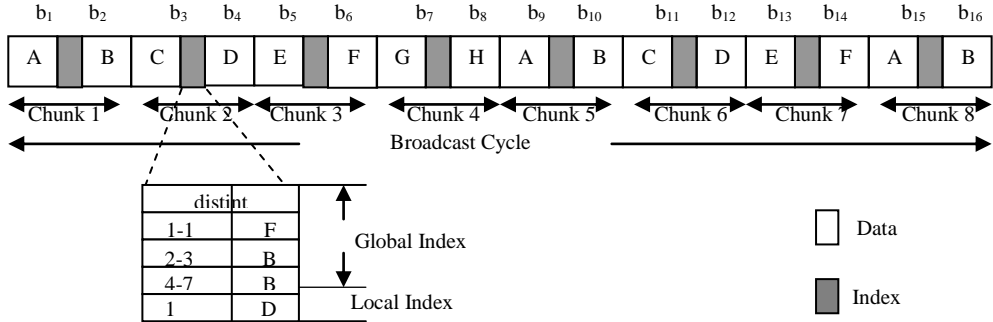 b₁ b₂ b₃ b₄ b₅ b₆ b₇ b₈ b₉ b₁₀ b₁₁ b₁₂ b₁₃ b₁₄ b₁₅ b₁₆
A B C D E F G H A B C D E F A B
Chunk 1 Chunk 2 Chunk 3 Chunk 4 Chunk 5 Chunk 6 Chunk 7 Chunk 8
Broadcast Cycle
distint
1-1 F
2-3 B
4-7 B
1 D
Global Index
Local Index
Data
Index